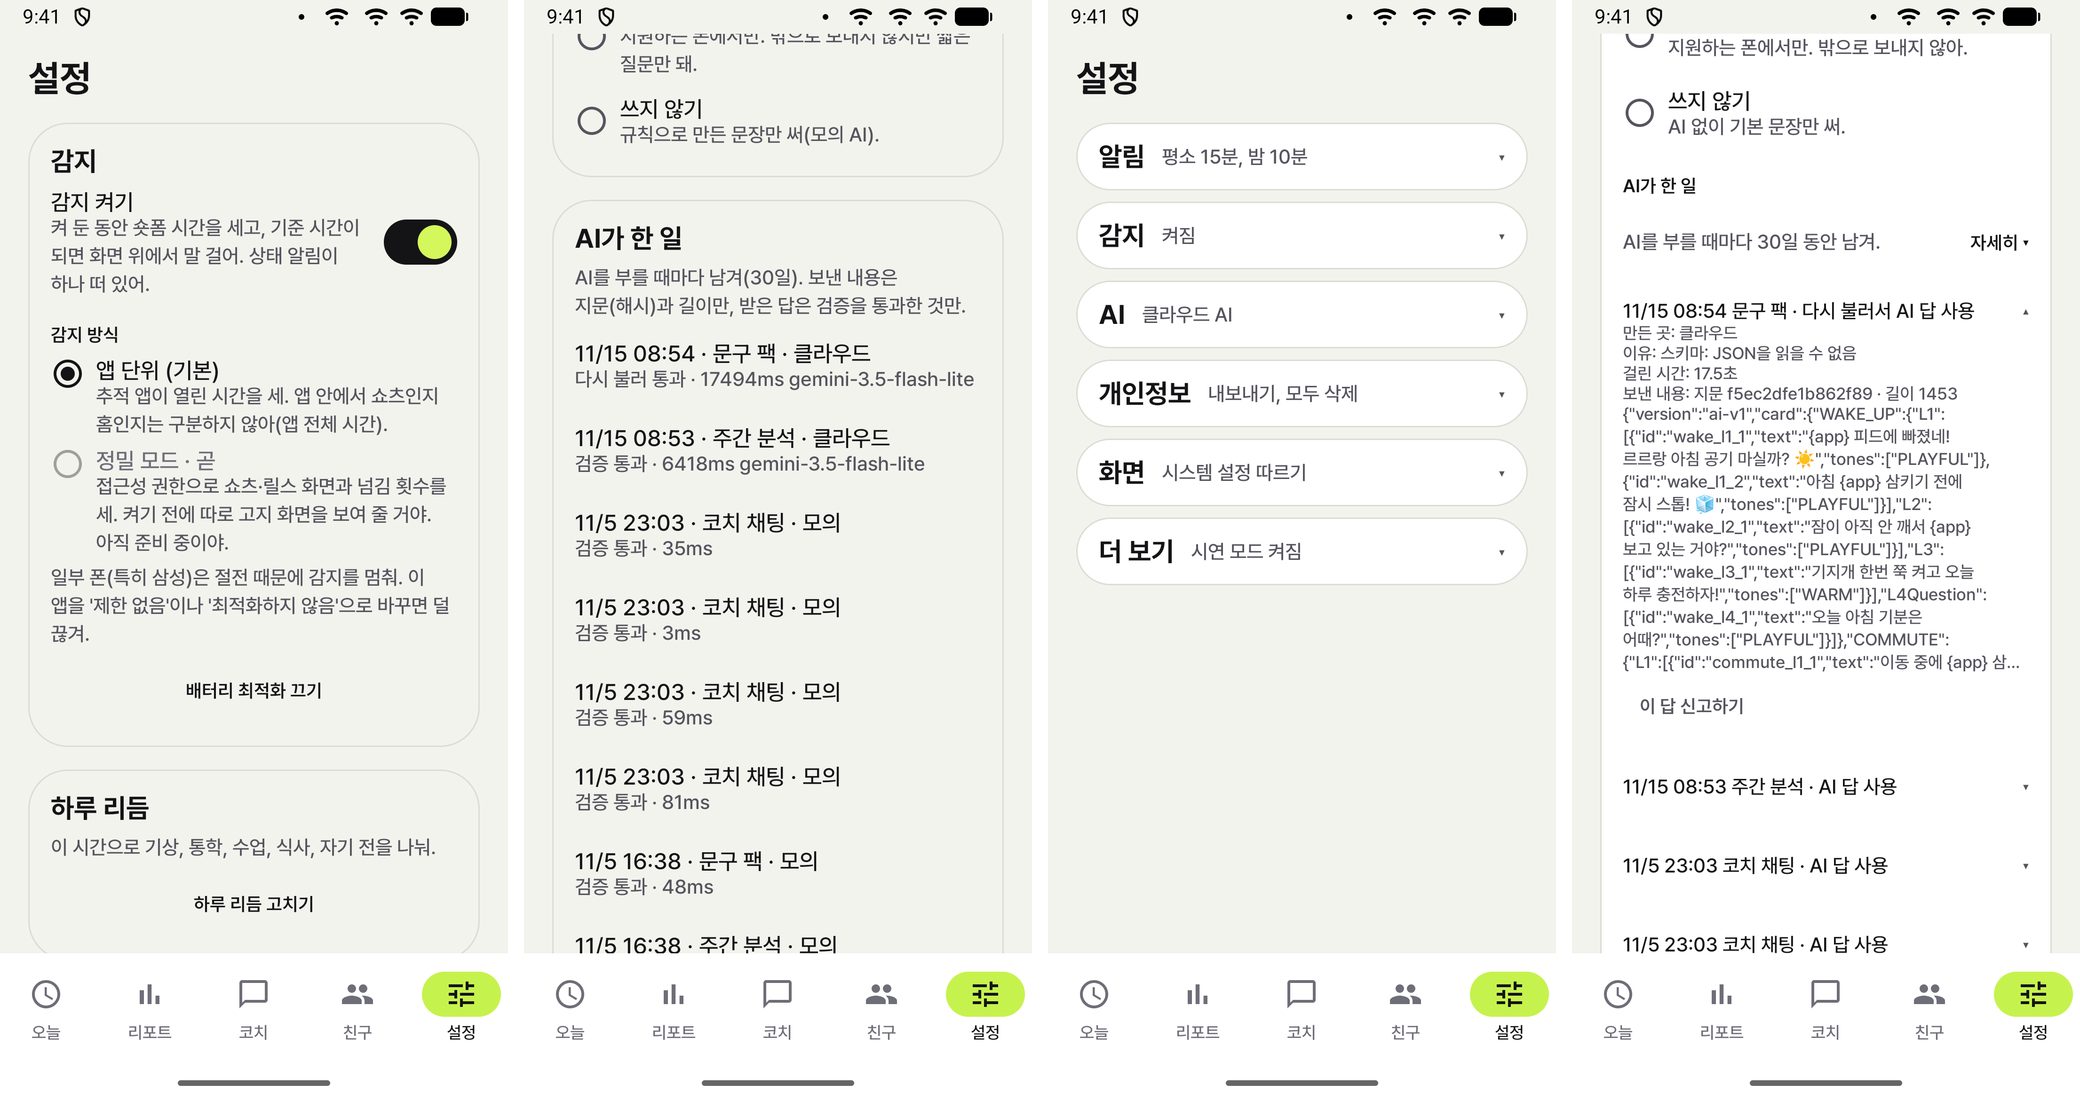 9:41
설정
감지
감지 켜기
켜 둔 동안 숏폼 시간을 세고, 기준 시간이
되면 화면 위에서 말 걸어. 상태 알림이
하나 떠 있어.
감지 방식
앱 단위 (기본)
추적 앱이 열린 시간을 세. 앱 안에서 쇼츠인지
홈인지는 구분하지 않아(앱 전체 시간).
정밀 모드 · 곧
접근성 권한으로 쇼츠·릴스 화면과 넘김 횟수를
세. 켜기 전에 따로 고지 화면을 보여 줄 거야.
아직 준비 중이야.
일부 폰(특히 삼성)은 절전 때문에 감지를 멈춰. 이
앱을 '제한 없음'이나 '최적화하지 않음'으로 바꾸면 덜
끊겨.
배터리 최적화 끄기
하루 리듬
이 시간으로 기상, 통학, 수업, 식사, 자기 전을 나눠.
하루 리듬 고치기
오늘
리포트
코치
친구
설정
9:41
지원하는 폰에서만. 밖으로 보내지 않지만 짧은
질문만 돼.
쓰지 않기
규칙으로 만든 문장만 써(모의 AI).
AI가 한 일
AI를 부를 때마다 남겨(30일). 보낸 내용은
지문(해시)과 길이만, 받은 답은 검증을 통과한 것만.
11/15 08:54 · 문구 팩 · 클라우드
다시 불러 통과 · 17494ms gemini-3.5-flash-lite
11/15 08:53 · 주간 분석 · 클라우드
검증 통과 · 6418ms gemini-3.5-flash-lite
11/5 23:03 · 코치 채팅 · 모의
검증 통과 · 35ms
11/5 23:03 · 코치 채팅 · 모의
검증 통과 · 3ms
11/5 23:03 · 코치 채팅 · 모의
검증 통과 · 59ms
11/5 23:03 · 코치 채팅 · 모의
검증 통과 · 81ms
11/5 16:38 · 문구 팩 · 모의
검증 통과 · 48ms
11/5 16:38 · 주간 분석 · 모의
오늘
리포트
코치
친구
설정
9:41
설정
알림 평소 15분, 밤 10분
감지 켜짐
AI 클라우드 AI
개인정보 내보내기, 모두 삭제
화면 시스템 설정 따르기
더 보기 시연 모드 켜짐
오늘
리포트
코치
친구
설정
9:41
지원하는 폰에서만. 밖으로 보내지 않아.
쓰지 않기
AI 없이 기본 문장만 써.
AI가 한 일
AI를 부를 때마다 30일 동안 남겨. 자세히
11/15 08:54 문구 팩 · 다시 불러서 AI 답 사용
만든 곳: 클라우드
이유: 스키마: JSON을 읽을 수 없음
걸린 시간: 17.5초
보낸 내용: 지문 f5ec2dfe1b862f89 · 길이 1453
{"version":"ai-v1","card":{"WAKE_UP":{"L1":
[{"id":"wake_l1_1","text":"{app} 피드에 빠졌네!
르르랑 아침 공기 마실까? ☀️","tones":["PLAYFUL"]},
{"id":"wake_l1_2","text":"아침 {app} 삼키기 전에
잠시 스톱! 🧊","tones":["PLAYFUL"]}],"L2":
[{"id":"wake_l2_1","text":"잠이 아직 안 깨서 {app}
보고 있는 거야?","tones":["PLAYFUL"]}],"L3":
[{"id":"wake_l3_1","text":"기지개 한번 쭉 켜고 오늘
하루 충전하자!","tones":["WARM"]}],"L4Question":
[{"id":"wake_l4_1","text":"오늘 아침 기분은
어때?","tones":["PLAYFUL"]}]},"COMMUTE":
{"L1":[{"id":"commute_l1_1","text":"이동 중에 {app} 삼…
이 답 신고하기
11/15 08:53 주간 분석 · AI 답 사용
11/5 23:03 코치 채팅 · AI 답 사용
11/5 23:03 코치 채팅 · AI 답 사용
오늘
리포트
코치
친구
설정